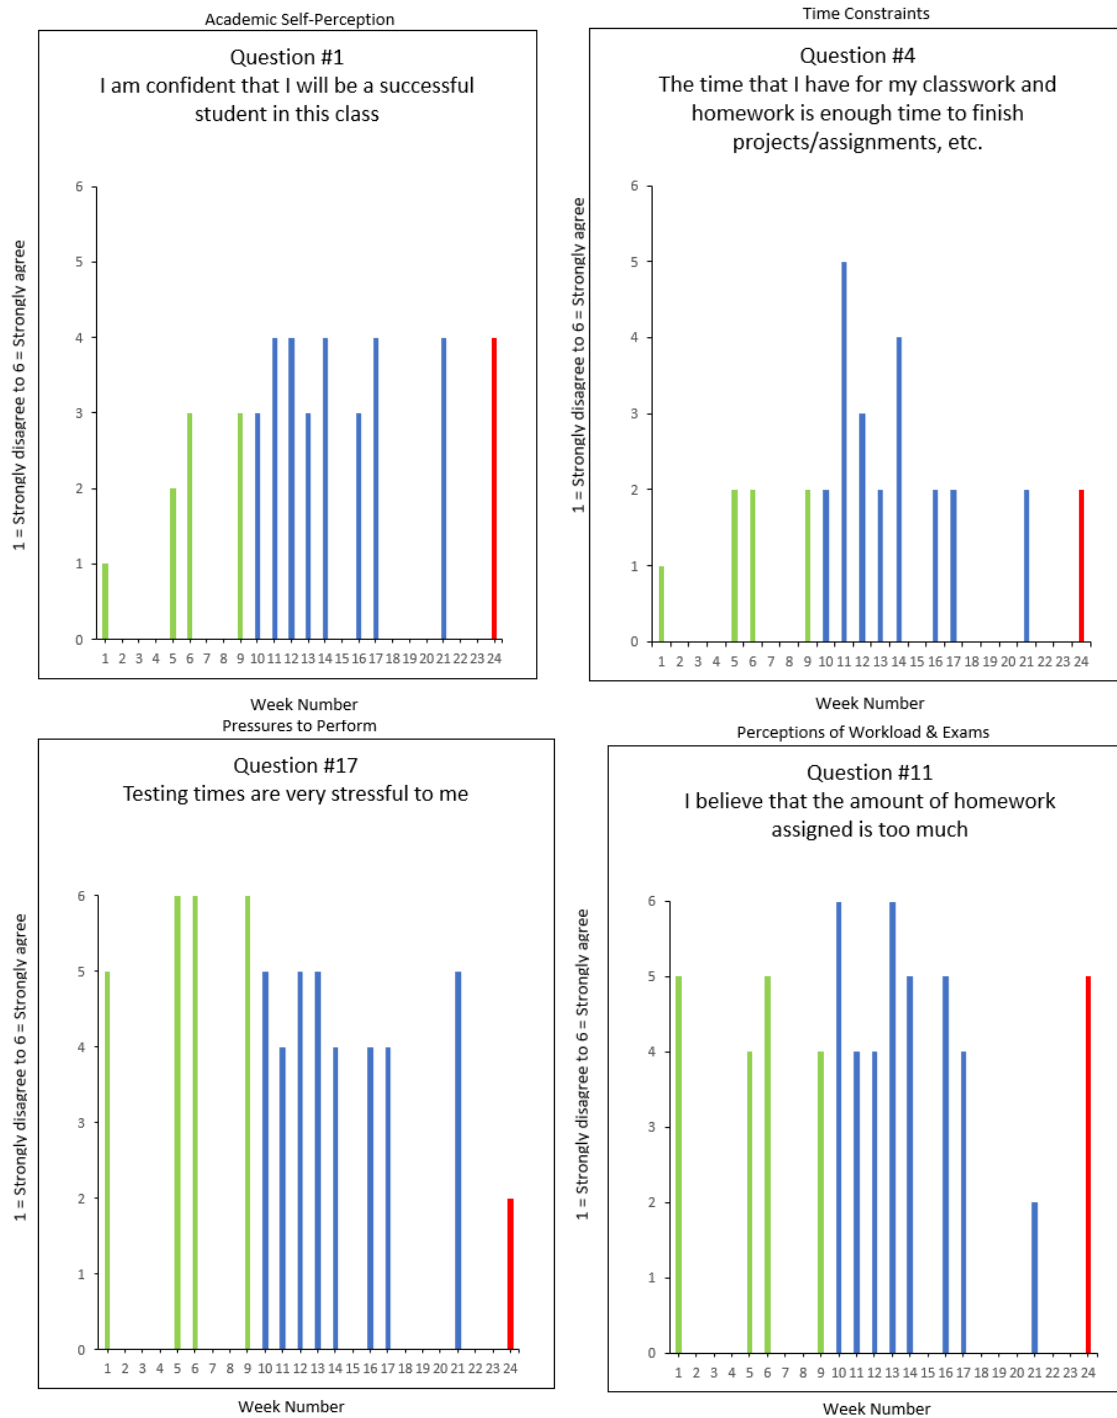 Academic Self-Perception
Question #1
I am confident that I will be a successful
student in this class
1 = Strongly disagree to 6 = Strongly agree
6
5
4
3
2
1
0
1 2 3 4 5 6 7 8 9 10 11 12 13 14 16 17 18 19 20 21 22 23 24
Week Number
Time Constraints
Question #4
The time that I have for my classwork and
homework is enough time to finish
projects/assignments, etc.
1 = Strongly disagree to 6 = Strongly agree
6
5
4
3
2
1
0
1 2 3 4 5 6 7 8 9 10 11 12 13 14 16 17 18 19 20 21 22 23 24
Week Number
Pressures to Perform
Question #17
Testing times are very stressful to me
1 = Strongly disagree to 6 = Strongly agree
6
5
4
3
2
1
0
1 2 3 4 5 6 7 8 9 10 11 12 13 14 16 17 18 19 20 21 22 23 24
Week Number
Perceptions of Workload & Exams
Question #11
I believe that the amount of homework
assigned is too much
1 = Strongly disagree to 6 = Strongly agree
6
5
4
3
2
1
0
1 2 3 4 5 6 7 8 9 10 11 12 13 14 16 17 18 19 20 21 22 23 24
Week Number